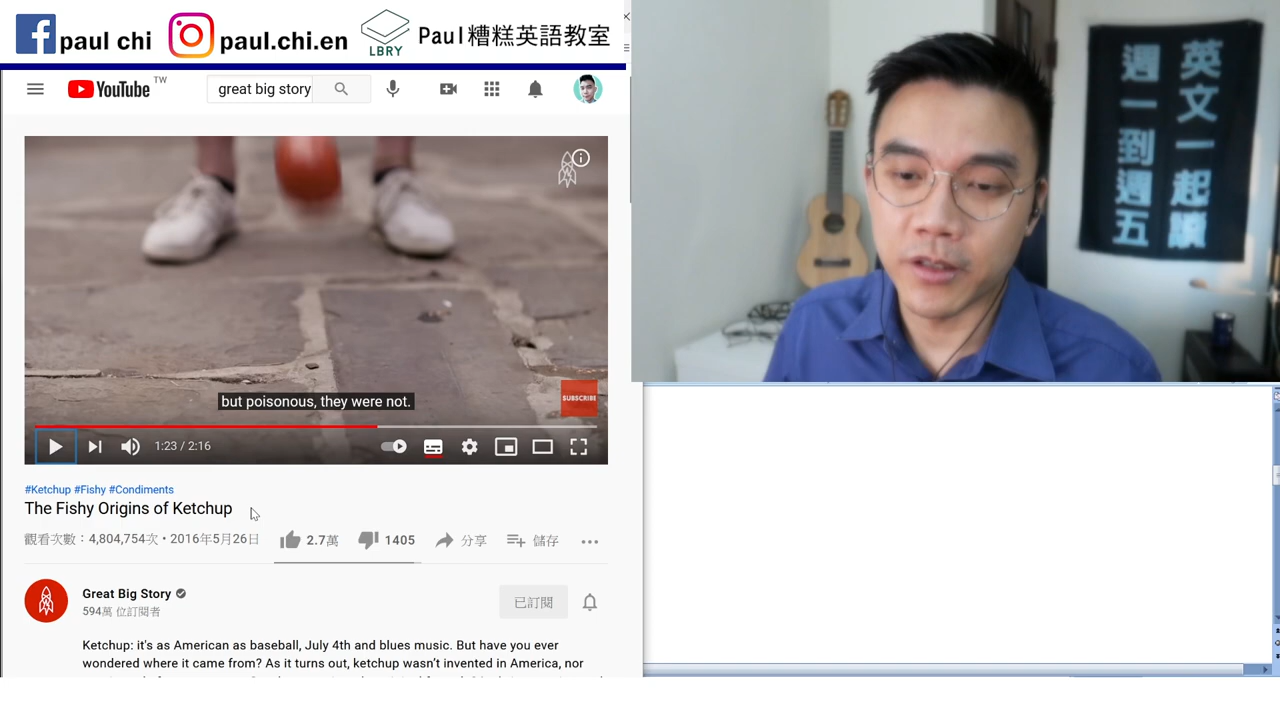 paul chi
paul.chi.en
LBRY
Paul糟糕英語教室
YouTube TW
great big story
but poisonous, they were not.
SUBSCRIBE
1:23 / 2:16
#Ketchup #Fishy #Condiments
The Fishy Origins of Ketchup
觀看次數：4,804,754次・2016年5月26日
2.7萬
1405
分享
儲存
Great Big Story
594萬 位訂閱者
已訂閱
Ketchup: it's as American as baseball, July 4th and blues music. But have you ever
wondered where it came from? As it turns out, ketchup wasn't invented in America, nor
英文一起讀
週一到週五